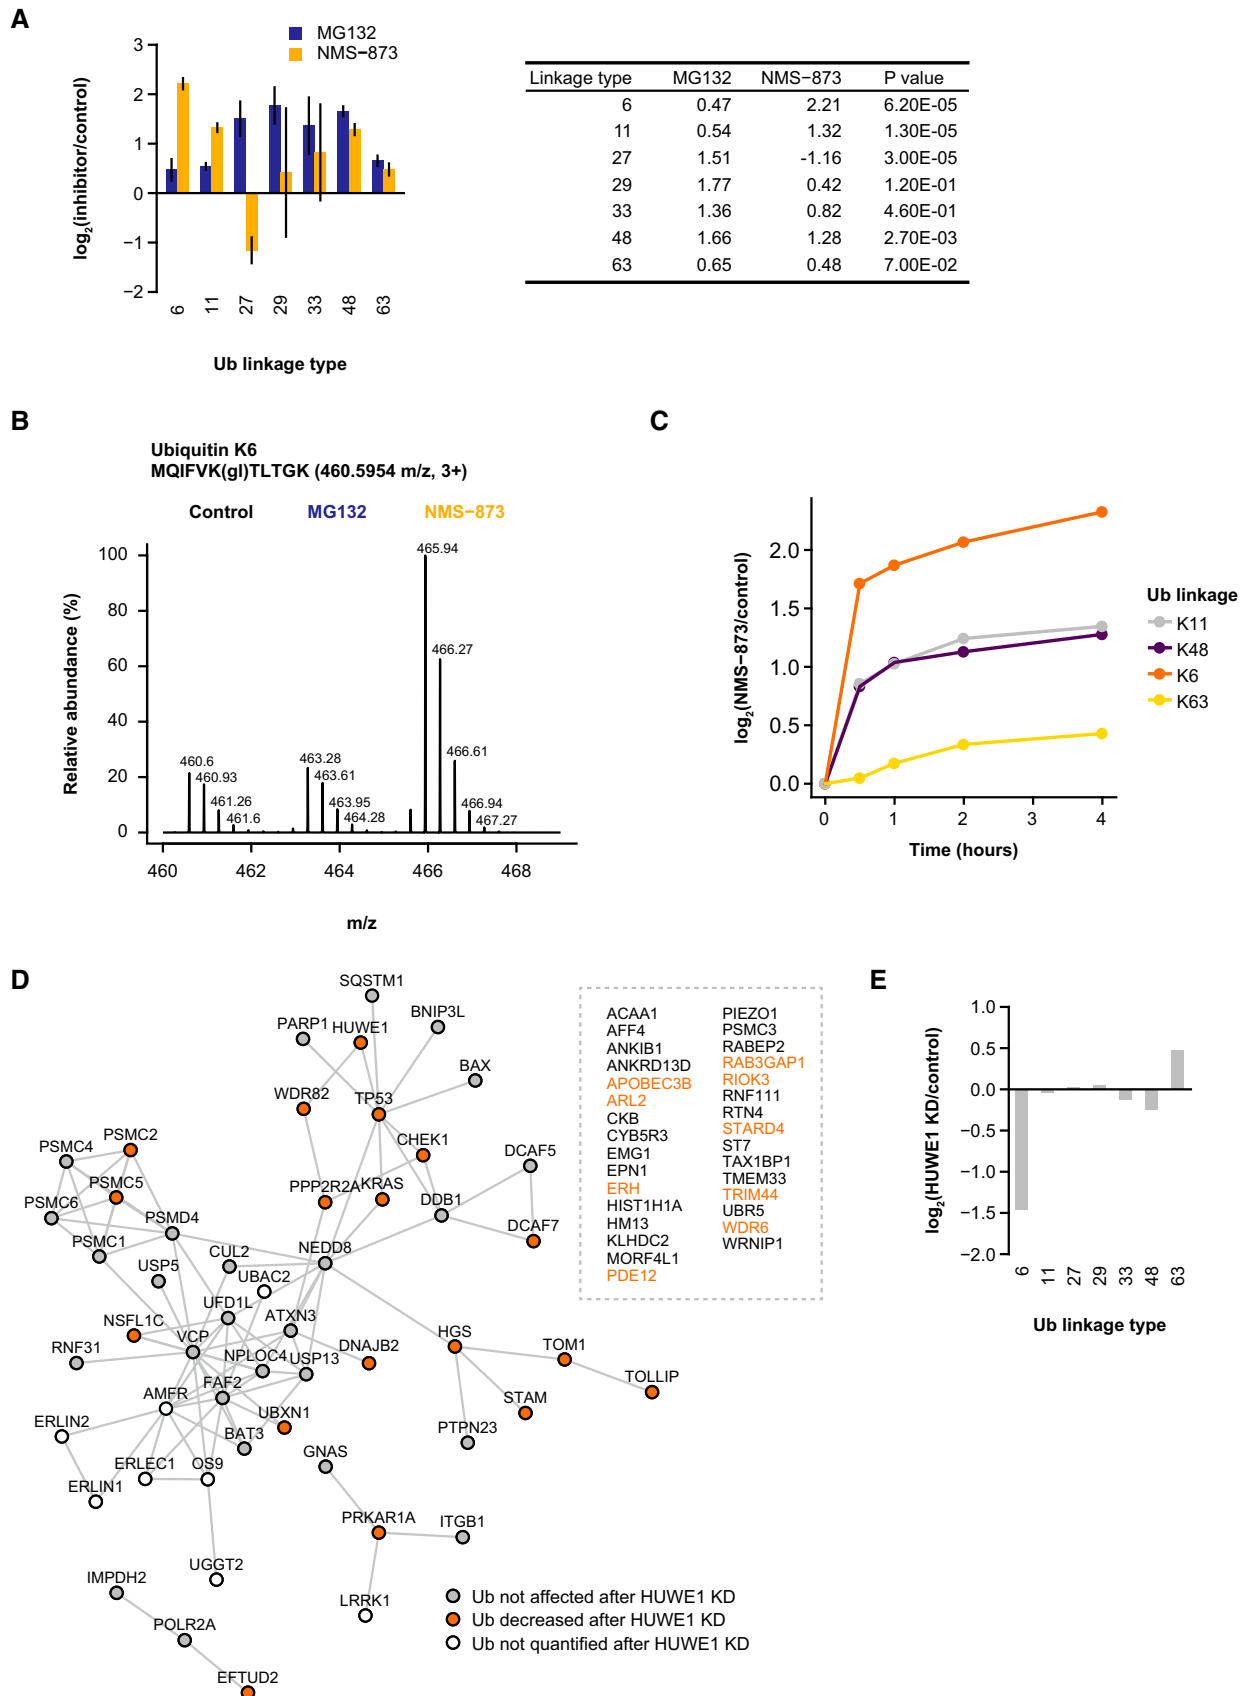 A
MG132
NMS−873
3
2
1
0
−1
−2
log2(inhibitor/control)
6 11 27 29 33 48 63
Ub linkage type
Linkage type MG132 NMS−873 P value
6 0.47 2.21 6.20E-05
11 0.54 1.32 1.30E-05
27 1.51 -1.16 3.00E-05
29 1.77 0.42 1.20E-01
33 1.36 0.82 4.60E-01
48 1.66 1.28 2.70E-03
63 0.65 0.48 7.00E-02
B
Ubiquitin K6
MQIFVK(gl)TLTGK (460.5954 m/z, 3+)
Control MG132 NMS−873
100
80
60
40
20
0
Relative abundance (%)
460.6
460.93
461.26
461.6
463.28
463.61
463.95
464.28
465.94
466.27
466.61
466.94
467.27
460 462 464 466 468
m/z
C
2.0
1.5
1.0
0.5
0.0
log2(NMS−873/control)
0 1 2 3 4
Time (hours)
Ub linkage
K11
K48
K6
K63
D
SQSTM1
PARP1
HUWE1
BNIP3L
BAX
WDR82
TP53
PSMC4
PSMC2
CHEK1
DCAF5
PSMC5
PPP2R2A
KRAS
PSMC6
PSMD4
DDB1
DCAF7
PSMC1
CUL2
NEDD8
USP5
UBAC2
UFD1L
ATXN3
NSFL1C
VCP
DNAJB2
HGS
TOM1
RNF31
NPLOC4
USP13
TOLLIP
AMFR
FAF2
STAM
ERLIN2
UBXN1
BAT3
PTPN23
GNAS
ERLEC1
OS9
ERLIN1
PRKAR1A
ITGB1
UGGT2
IMPDH2
LRRK1
POLR2A
EFTUD2
ACAA1
AFF4
ANKIB1
ANKRD13D
APOBEC3B
ARL2
CKB
CYB5R3
EMG1
EPN1
ERH
HIST1H1A
HM13
KLHDC2
MORF4L1
PDE12
PIEZO1
PSMC3
RABEP2
RAB3GAP1
RIOK3
RNF111
RTN4
STARD4
ST7
TAX1BP1
TMEM33
TRIM44
UBR5
WDR6
WRNIP1
Ub not affected after HUWE1 KD
Ub decreased after HUWE1 KD
Ub not quantified after HUWE1 KD
E
1.0
0.5
0.0
−0.5
−1.0
−1.5
−2.0
log2(HUWE1 KD/control)
6 11 27 29 33 48 63
Ub linkage type